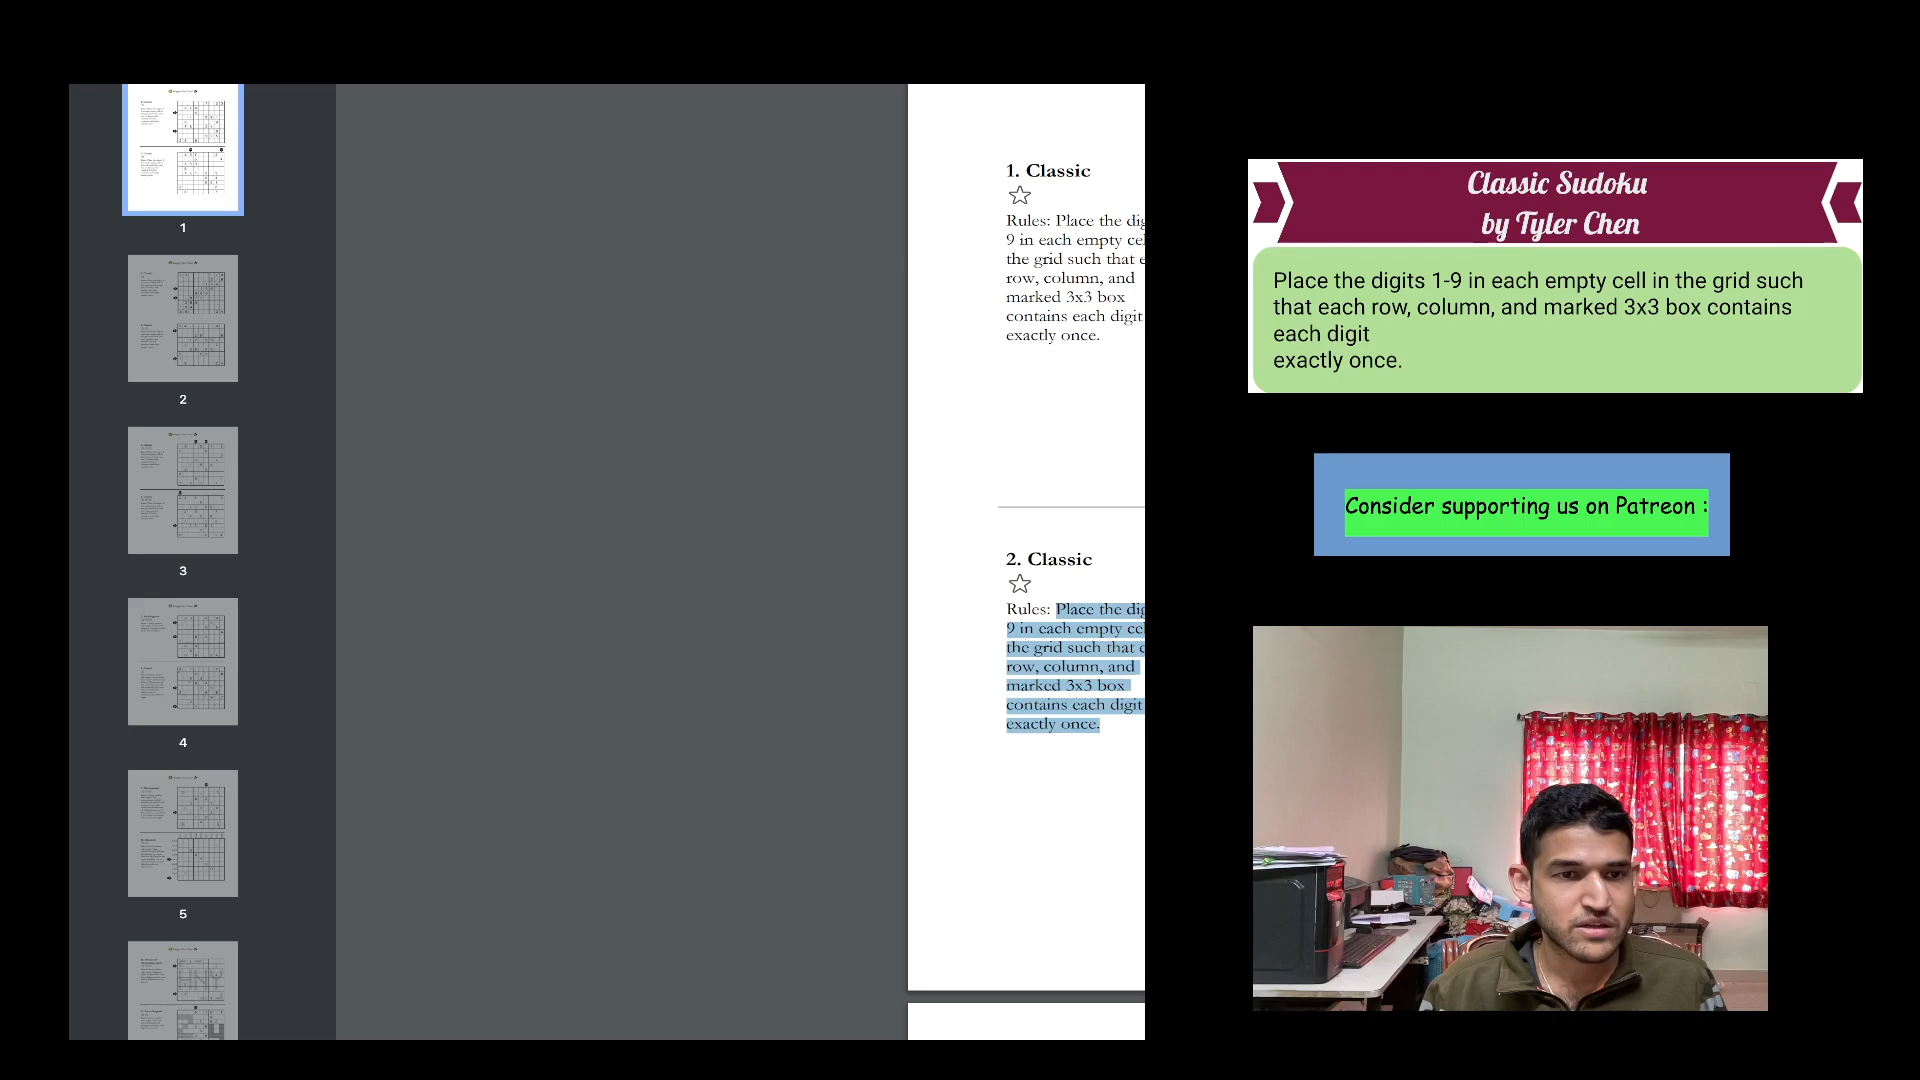 1
2
3
4
5
1. Classic
Rules: Place the dig
9 in each empty cel
the grid such that e
row, column, and
marked 3x3 box
contains each digit
exactly once.
2. Classic
Rules: Place the dig
9 in each empty ce
the grid such that e
row, column, and
marked 3x3 box
contains each digit
exactly once.
Classic Sudoku
by Tyler Chen
Place the digits 1-9 in each empty cell in the grid such
that each row, column, and marked 3x3 box contains
each digit
exactly once.
Consider supporting us on Patreon :